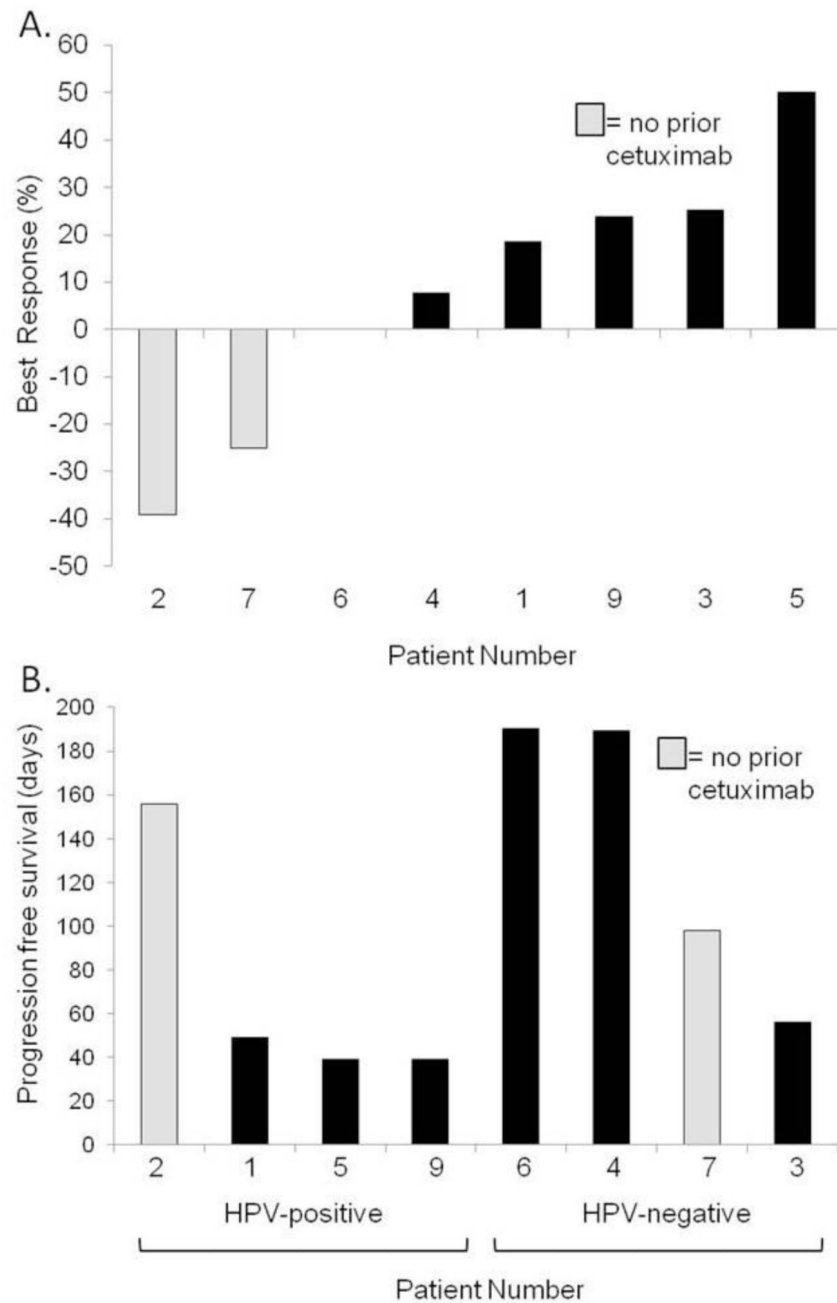 A.
60
50
40
30
20
10
0
-10
-20
-30
-40
-50
Best Response (%)
= no prior
cetuximab
2 7 6 4 1 9 3 5
Patient Number
B.
200
180
160
140
120
100
80
60
40
20
0
Progression free survival (days)
= no prior
cetuximab
2 1 5 9 6 4 7 3
HPV-positive HPV-negative
Patient Number